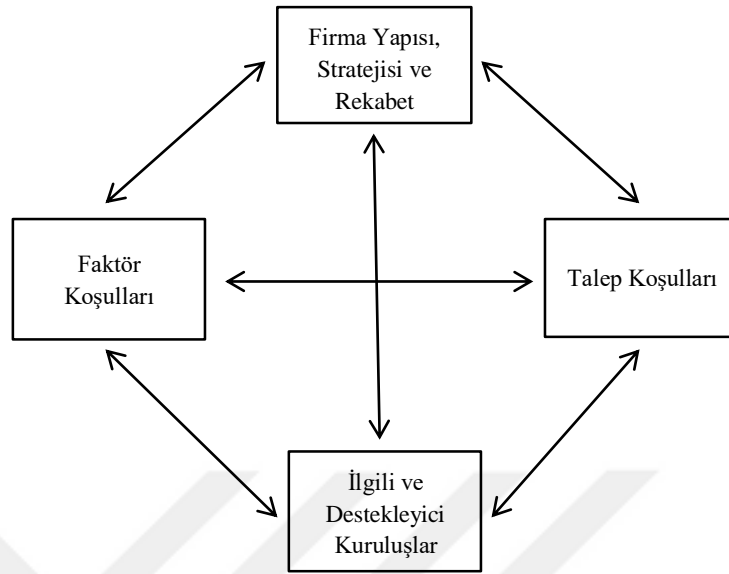 Firma Yapısı,
Stratejisi ve
Rekabet
Faktör
Koşulları
Talep Koşulları
İlgili ve
Destekleyici
Kuruluşlar